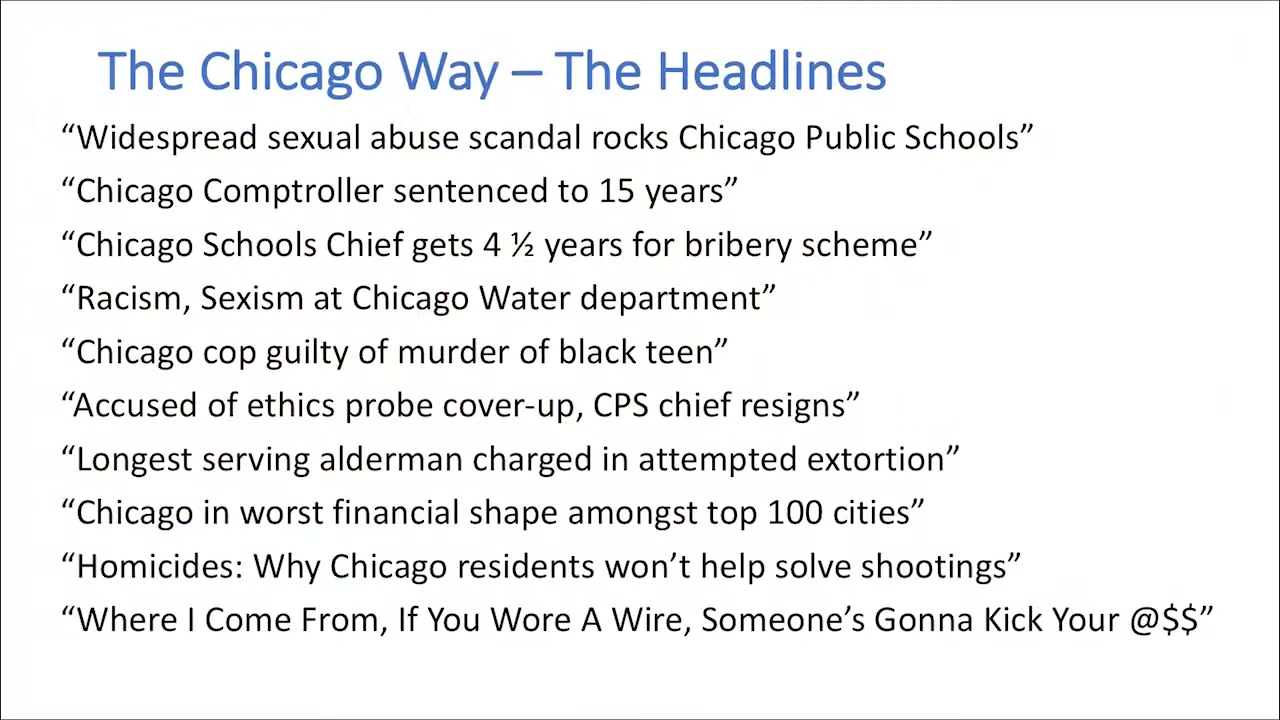 The Chicago Way – The Headlines
“Widespread sexual abuse scandal rocks Chicago Public Schools”
“Chicago Comptroller sentenced to 15 years”
“Chicago Schools Chief gets 4 ½ years for bribery scheme”
“Racism, Sexism at Chicago Water department”
“Chicago cop guilty of murder of black teen”
“Accused of ethics probe cover-up, CPS chief resigns”
“Longest serving alderman charged in attempted extortion”
“Chicago in worst financial shape amongst top 100 cities”
“Homicides: Why Chicago residents won’t help solve shootings”
“Where I Come From, If You Wore A Wire, Someone’s Gonna Kick Your @$$”